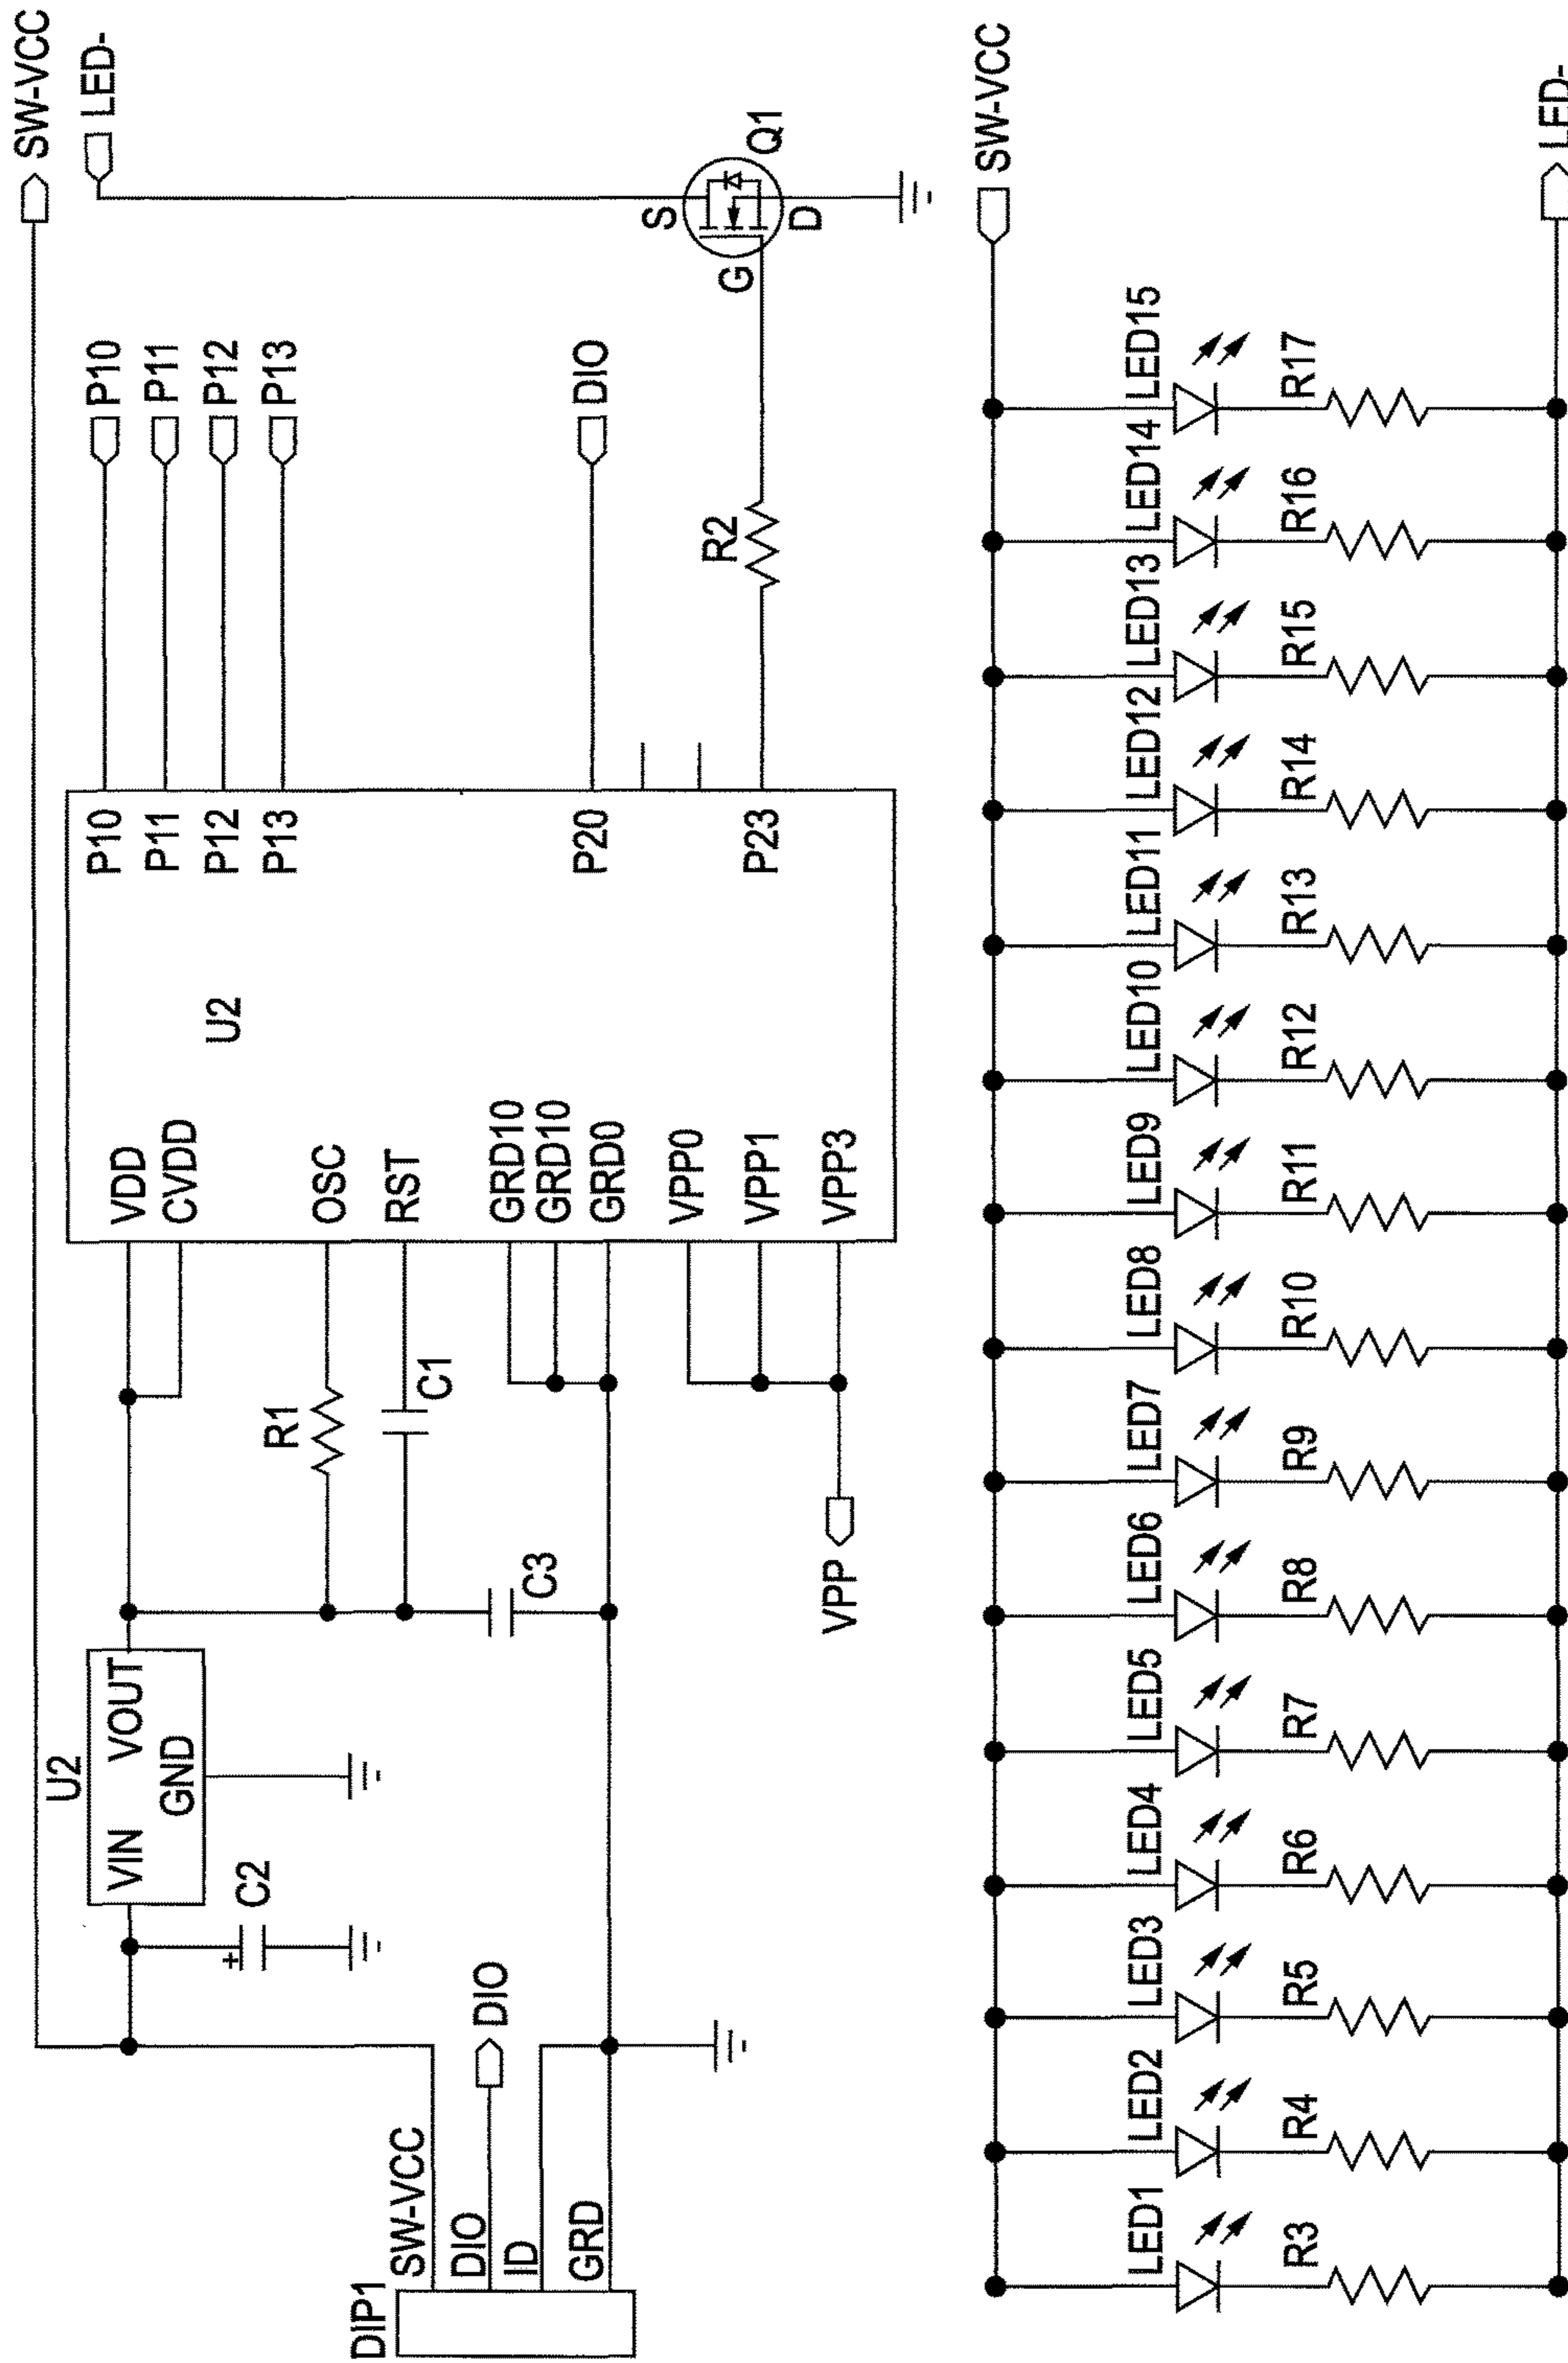 SW-VCC
LED-
U2
VIN
VOUT
GND
C2
+
VDD
CVDD
OSC
RST
GRD10
GRD10
GRD0
VPP0
VPP1
VPP3
U2
P10
P11
P12
P13
P20
P23
P10
P11
P12
P13
DIO
R1
C1
C3
R2
S
G
D
Q1
VPP
DIP1
SW-VCC
DIO
ID
GRD
DIO
SW-VCC
LED1
LED2
LED3
LED4
LED5
LED6
LED7
LED8
LED9
LED10
LED11
LED12
LED13
LED14
LED15
R3
R4
R5
R6
R7
R8
R9
R10
R11
R12
R13
R14
R15
R16
R17
LED-